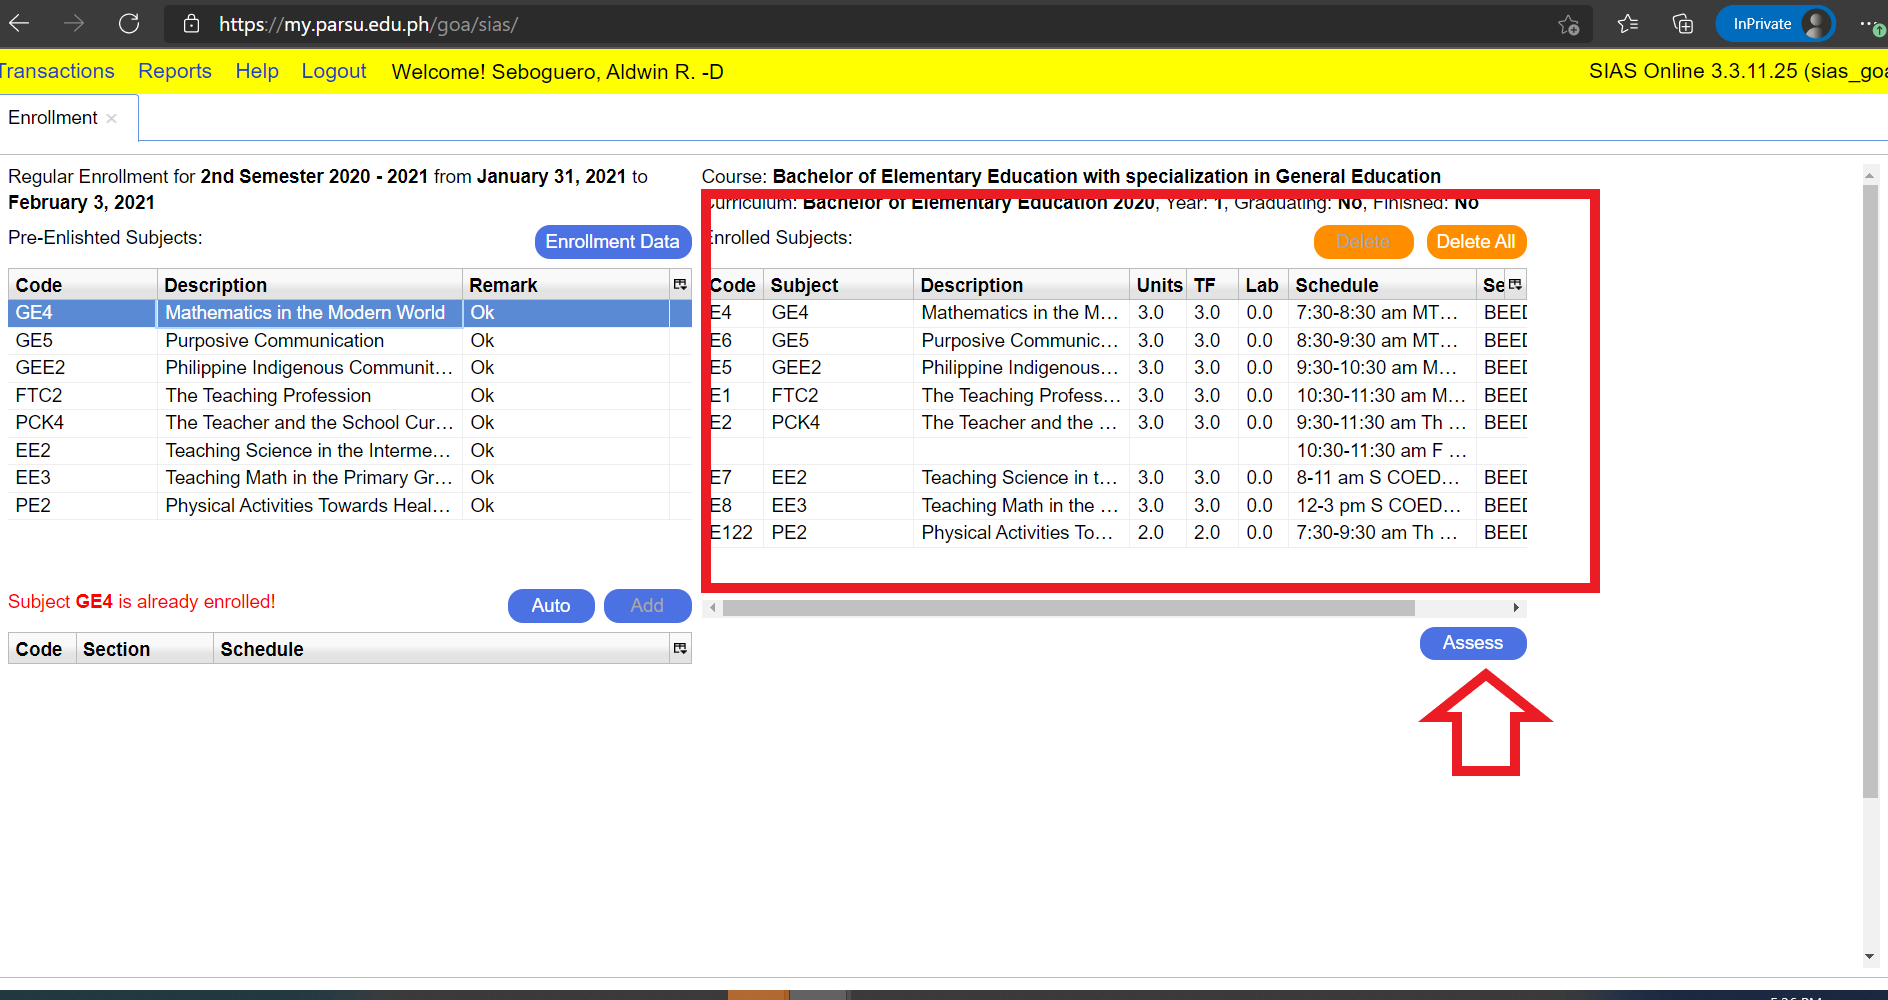 https://my.parsu.edu.ph/goa/sias/
InPrivate
Transactions Reports Help Logout Welcome! Seboguero, Aldwin R. -D SIAS Online 3.3.11.25 (sias_goa
Enrollment
Regular Enrollment for 2nd Semester 2020 - 2021 from January 31, 2021 to
February 3, 2021
Pre-Enlishted Subjects:
Enrollment Data
Code Description Remark
GE4 Mathematics in the Modern World Ok
GE5 Purposive Communication Ok
GEE2 Philippine Indigenous Communit... Ok
FTC2 The Teaching Profession Ok
PCK4 The Teacher and the School Cur... Ok
EE2 Teaching Science in the Interme... Ok
EE3 Teaching Math in the Primary Gr... Ok
PE2 Physical Activities Towards Heal... Ok
Subject GE4 is already enrolled!
Auto Add
Code Section Schedule
Course: Bachelor of Elementary Education with specialization in General Education
Curriculum: Bachelor of Elementary Education 2020, Year: 1, Graduating: No, Finished: No
Enrolled Subjects:
Delete Delete All
Code Subject Description Units TF Lab Schedule Se
E4 GE4 Mathematics in the M... 3.0 3.0 0.0 7:30-8:30 am MT... BEED
E6 GE5 Purposive Communic... 3.0 3.0 0.0 8:30-9:30 am MT... BEED
E5 GEE2 Philippine Indigenous... 3.0 3.0 0.0 9:30-10:30 am M... BEED
E1 FTC2 The Teaching Profess... 3.0 3.0 0.0 10:30-11:30 am M... BEED
E2 PCK4 The Teacher and the ... 3.0 3.0 0.0 9:30-11:30 am Th ... BEED
10:30-11:30 am F ...
E7 EE2 Teaching Science in t... 3.0 3.0 0.0 8-11 am S COED... BEED
E8 EE3 Teaching Math in the ... 3.0 3.0 0.0 12-3 pm S COED... BEED
E122 PE2 Physical Activities To... 2.0 2.0 0.0 7:30-9:30 am Th ... BEED
Assess